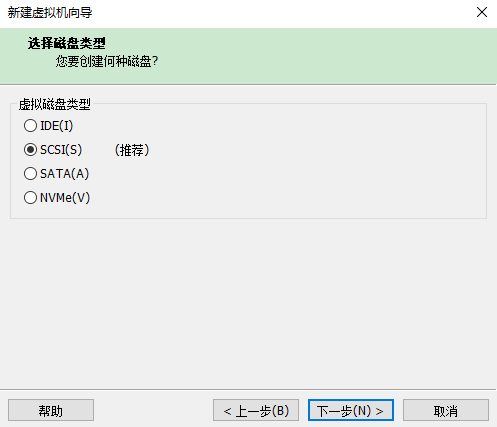 新建虚拟机向导
选择磁盘类型
您要创建何种磁盘?
虚拟磁盘类型
IDE(I)
SCSI(S) （推荐）
SATA(A)
NVMe(V)
帮助 < 上一步(B) 下一步(N) > 取消